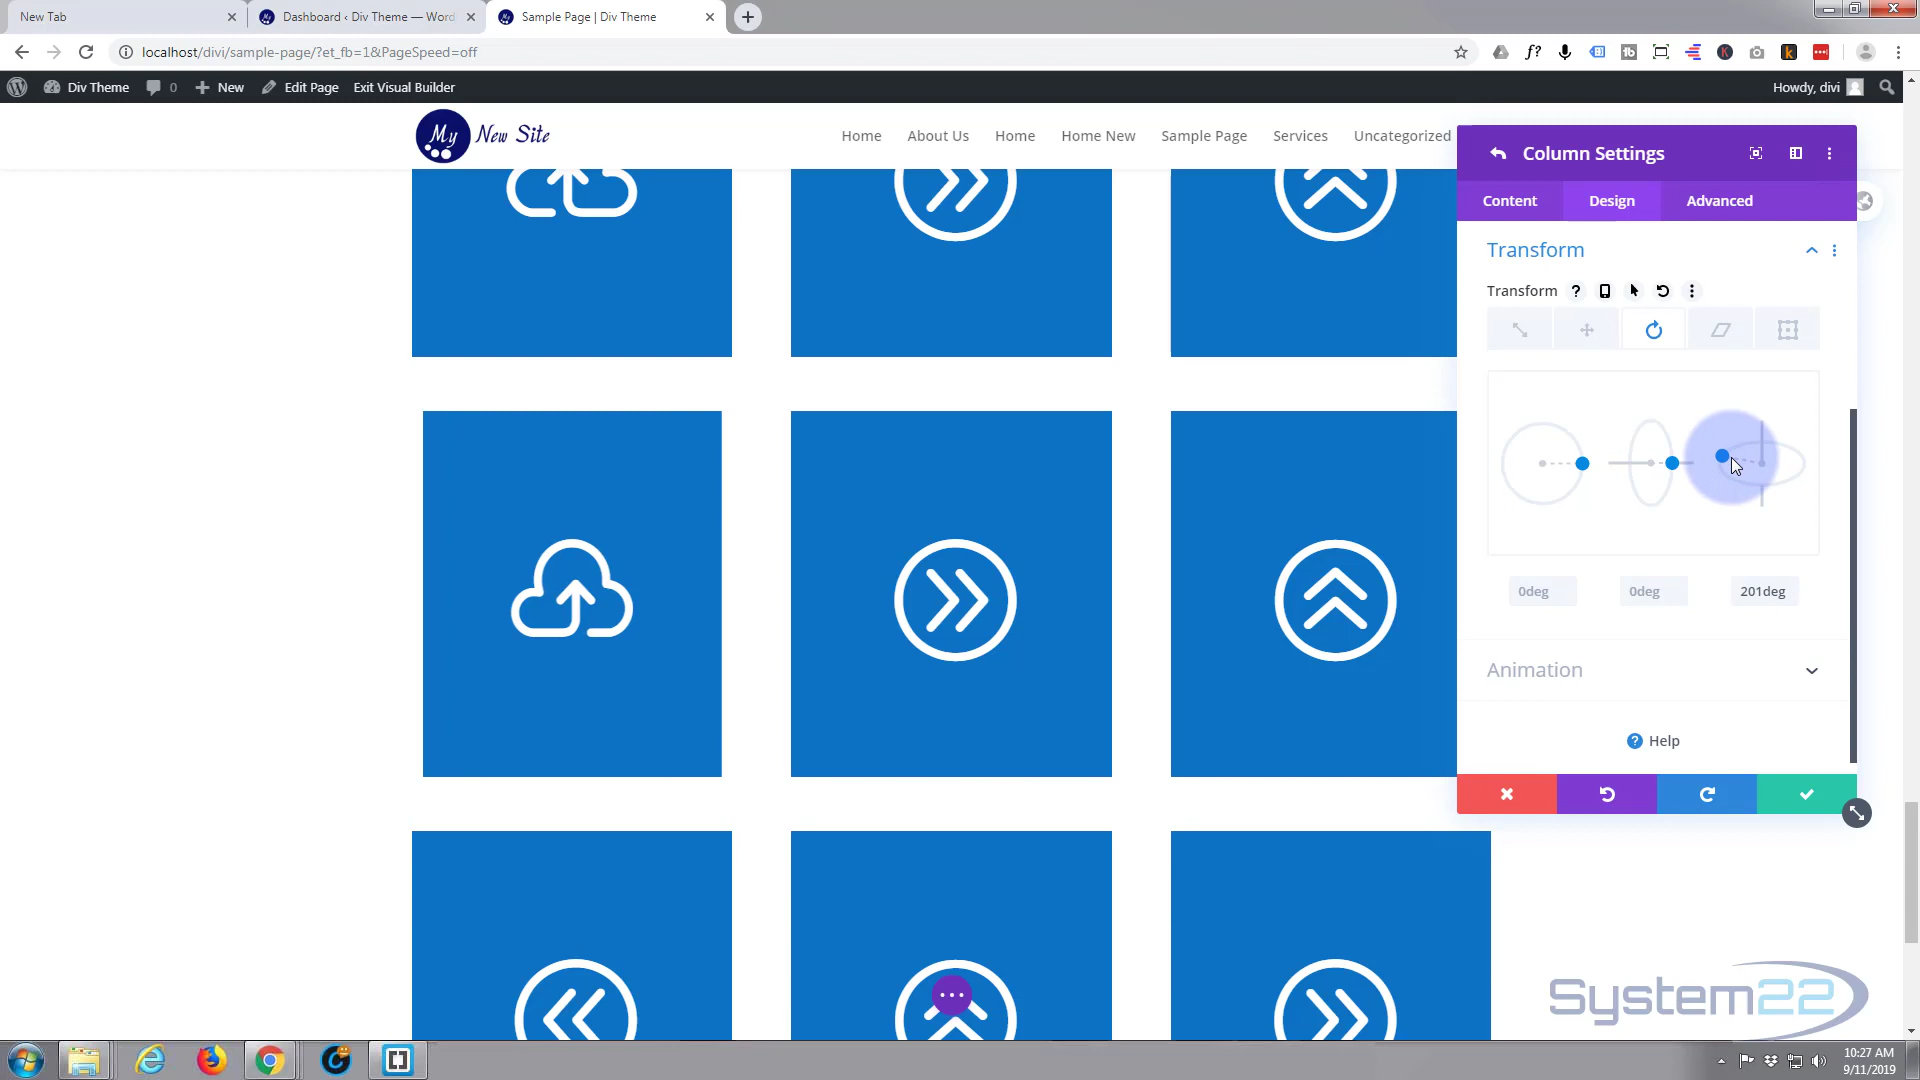 New Tab
Dashboard ‹ Div Theme — Word
Sample Page | Div Theme
localhost/divi/sample-page/?et_fb=1&PageSpeed=off
Div Theme
0
New
Edit Page
Exit Visual Builder
Howdy, divi
My New Site
Home
About Us
Home
Home New
Sample Page
Services
Uncategorized
Column Settings
Content
Design
Advanced
Transform
Transform
0deg
0deg
201deg
Animation
Help
System22
10:27 AM
9/11/2019